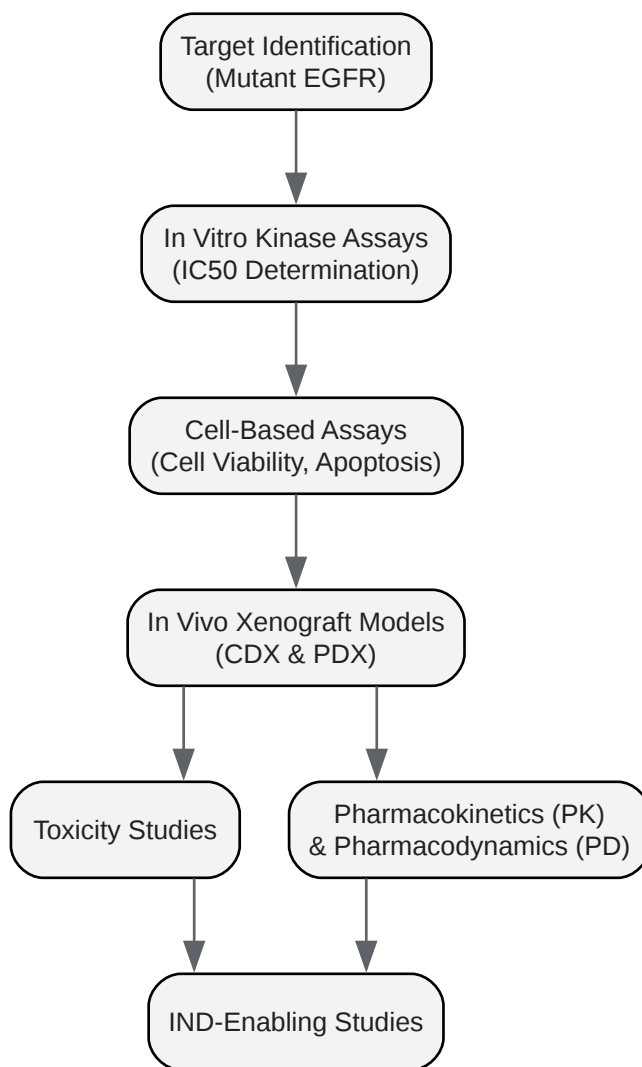 Target Identification
(Mutant EGFR)
In Vitro Kinase Assays
(IC50 Determination)
Cell-Based Assays
(Cell Viability, Apoptosis)
In Vivo Xenograft Models
(CDX & PDX)
Toxicity Studies
Pharmacokinetics (PK)
& Pharmacodynamics (PD)
IND-Enabling Studies